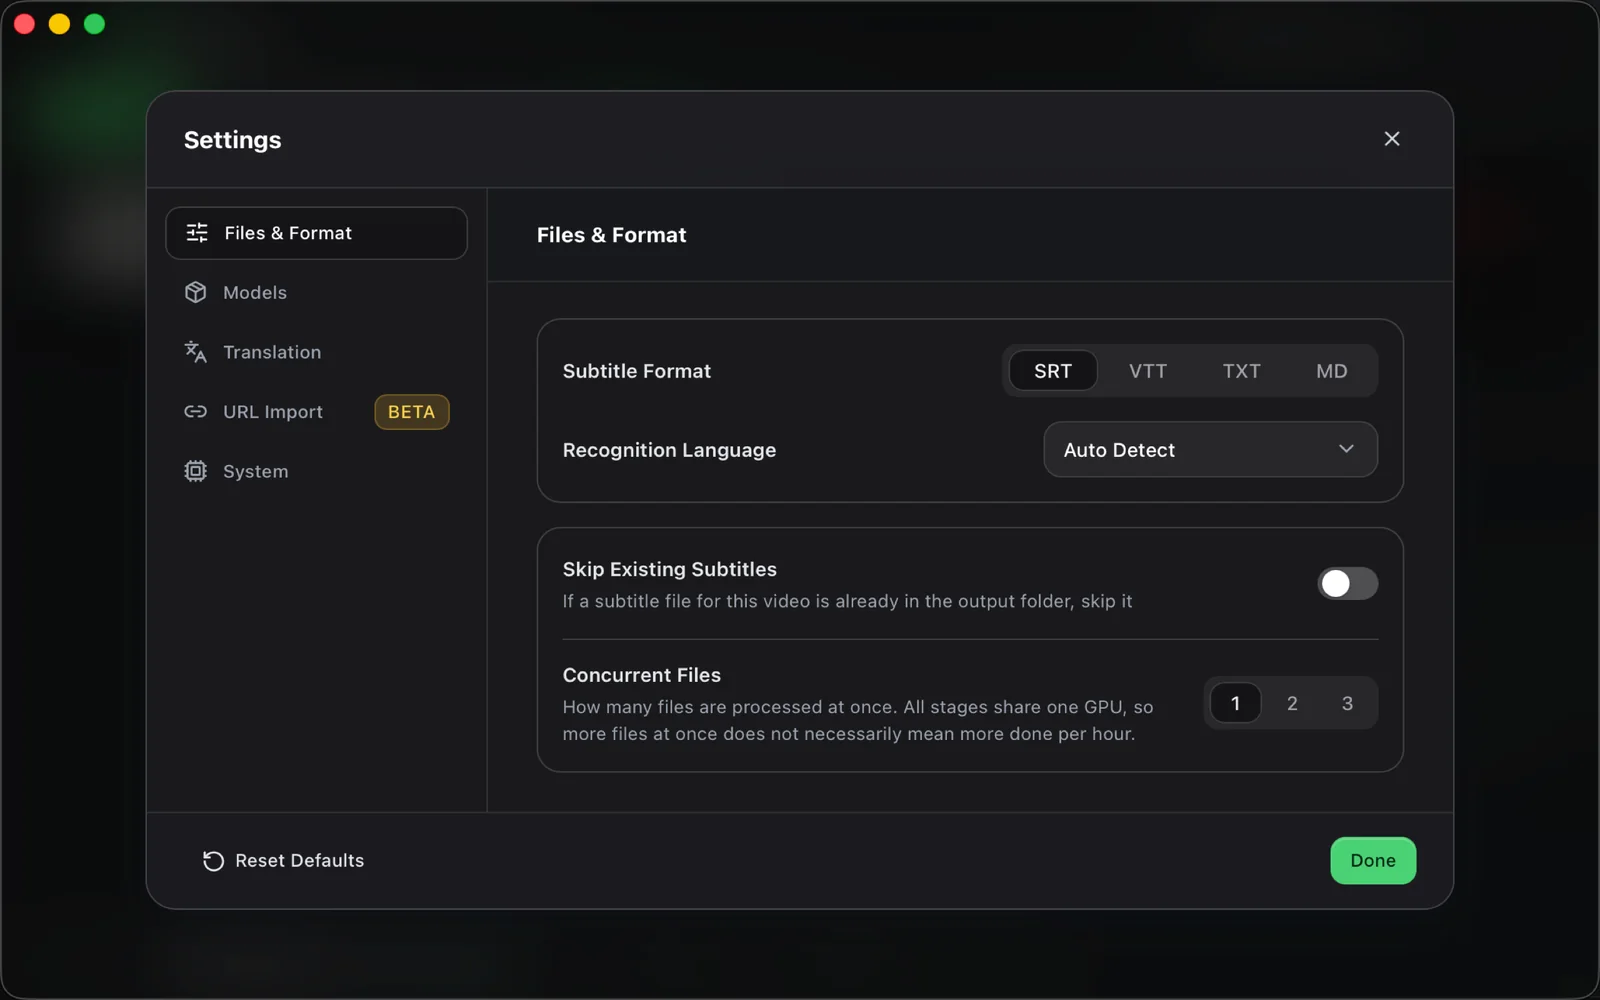 Settings
Files & Format
Models
Translation
URL Import BETA
System
Files & Format
Subtitle Format
SRT VTT TXT MD
Recognition Language
Auto Detect
Skip Existing Subtitles
If a subtitle file for this video is already in the output folder, skip it
Concurrent Files
How many files are processed at once. All stages share one GPU, so
more files at once does not necessarily mean more done per hour.
1 2 3
Reset Defaults
Done